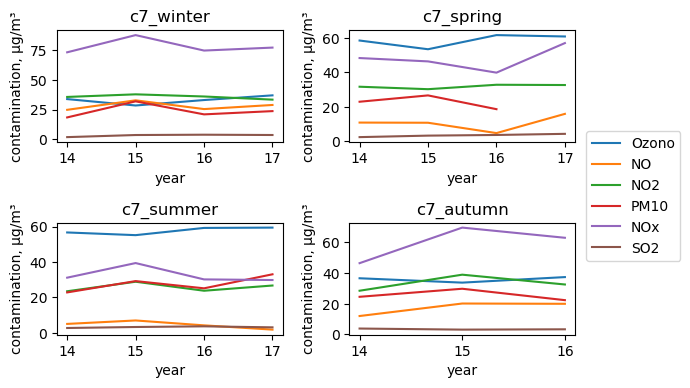 c7_winter
contamination, µg/m³
75
50
25
0
14 15 16 17
year
c7_spring
contamination, µg/m³
60
40
20
0
14 15 16 17
year
c7_summer
contamination, µg/m³
60
40
20
0
14 15 16 17
year
c7_autumn
contamination, µg/m³
60
40
20
0
14 15 16
year
Ozono
NO
NO2
PM10
NOx
SO2